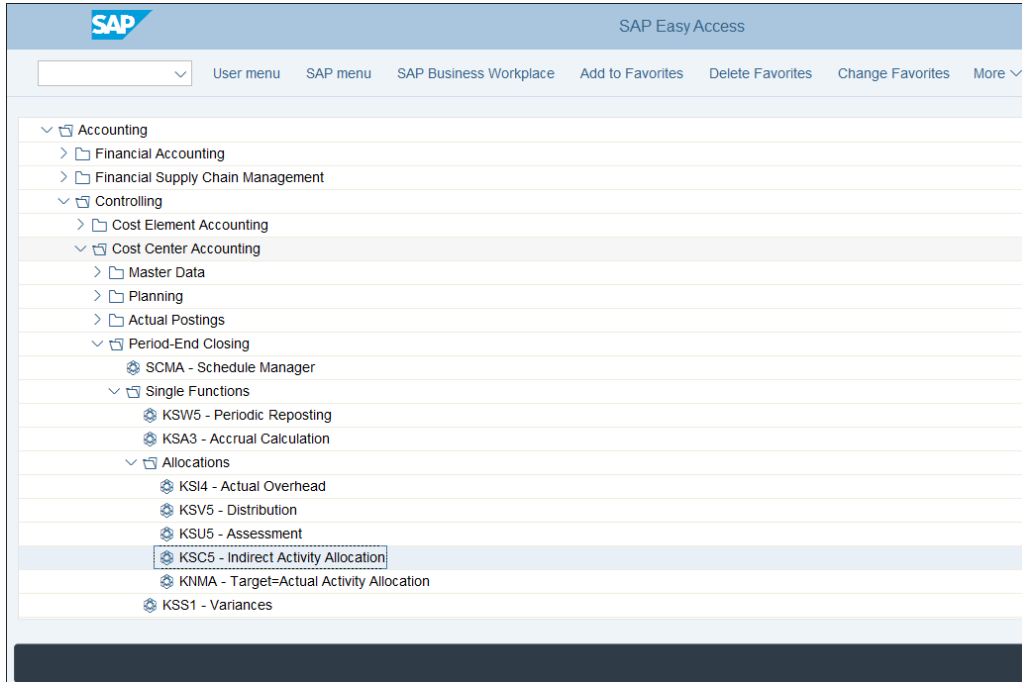 SAP
SAP Easy Access
User menu SAP menu SAP Business Workplace Add to Favorites Delete Favorites Change Favorites More
Accounting
Financial Accounting
Financial Supply Chain Management
Controlling
Cost Element Accounting
Cost Center Accounting
Master Data
Planning
Actual Postings
Period-End Closing
SCMA - Schedule Manager
Single Functions
KSW5 - Periodic Reposting
KSA3 - Accrual Calculation
Allocations
KSI4 - Actual Overhead
KSV5 - Distribution
KSU5 - Assessment
KSC5 - Indirect Activity Allocation
KNMA - Target=Actual Activity Allocation
KSS1 - Variances